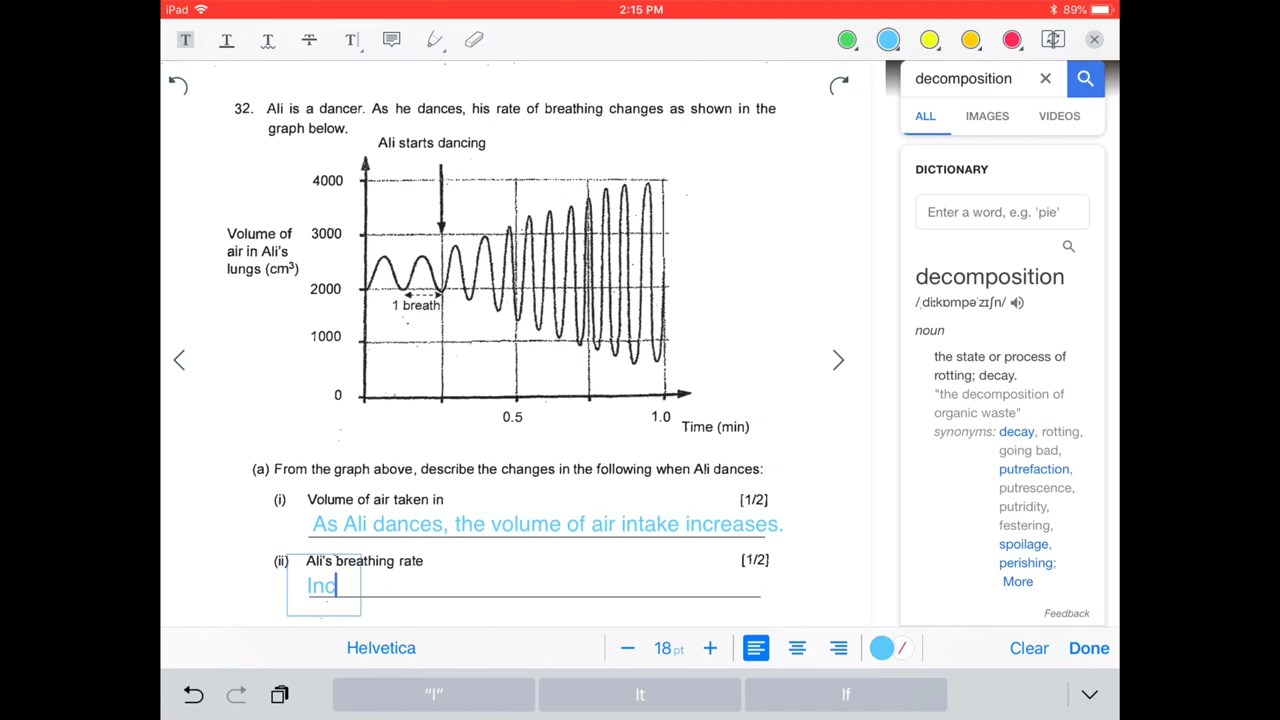 iPad
2:15 PM
89%
T T T T T
decomposition
ALL IMAGES VIDEOS
DICTIONARY
Enter a word, e.g. 'pie'
decomposition
/ˌdiːkɒmpəˈzɪʃn/
noun
the state or process of
rotting; decay.
"the decomposition of
organic waste"
synonyms: decay, rotting,
going bad,
putrefaction,
putrescence,
putridity,
festering,
spoilage,
perishing;
More
Feedback
32. Ali is a dancer. As he dances, his rate of breathing changes as shown in the
graph below.
Ali starts dancing
4000
3000
2000
1000
0
Volume of
air in Ali's
lungs (cm³)
1 breath
0.5
1.0
Time (min)
(a) From the graph above, describe the changes in the following when Ali dances:
(i) Volume of air taken in [1/2]
As Ali dances, the volume of air intake increases.
(ii) Ali's breathing rate [1/2]
Inc
Helvetica
18 pt
Clear
Done
"I"
It
If